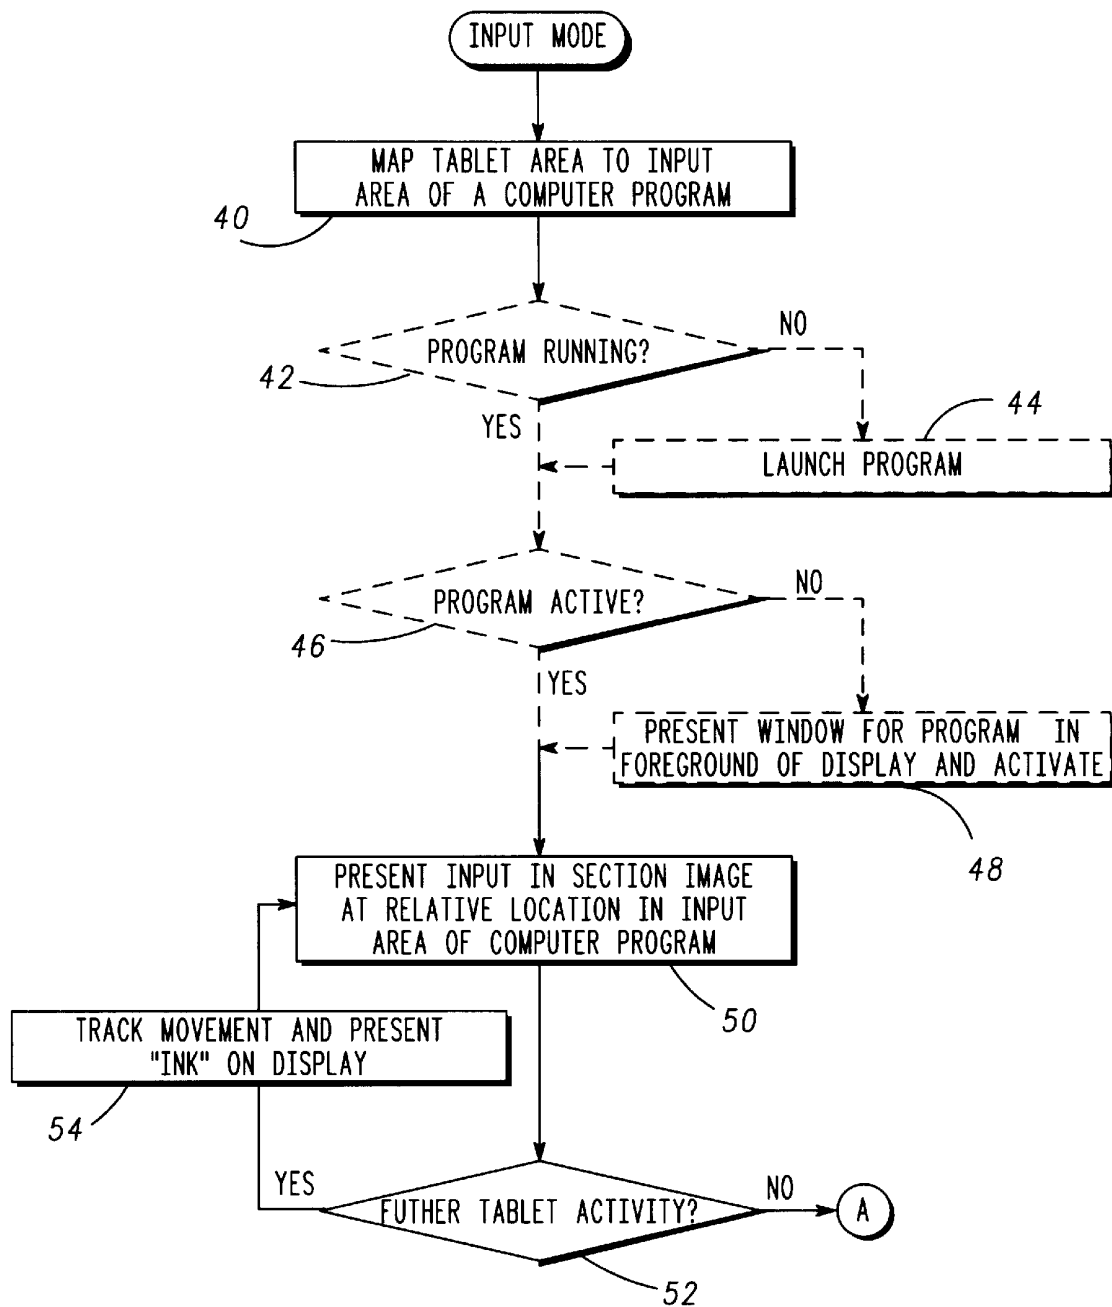 INPUT MODE
MAP TABLET AREA TO INPUT
AREA OF A COMPUTER PROGRAM
40
PROGRAM RUNNING?
NO
42
YES
44
LAUNCH PROGRAM
PROGRAM ACTIVE?
NO
46
YES
PRESENT WINDOW FOR PROGRAM IN
FOREGROUND OF DISPLAY AND ACTIVATE
48
PRESENT INPUT IN SECTION IMAGE
AT RELATIVE LOCATION IN INPUT
AREA OF COMPUTER PROGRAM
50
TRACK MOVEMENT AND PRESENT
"INK" ON DISPLAY
54
YES
FUTHER TABLET ACTIVITY?
NO
A
52